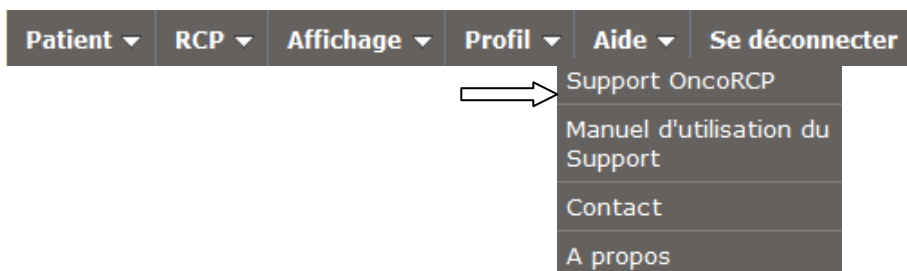 Patient RCP Affichage Profil Aide Se déconnecter
Support OncoRCP
Manuel d'utilisation du
Support
Contact
A propos